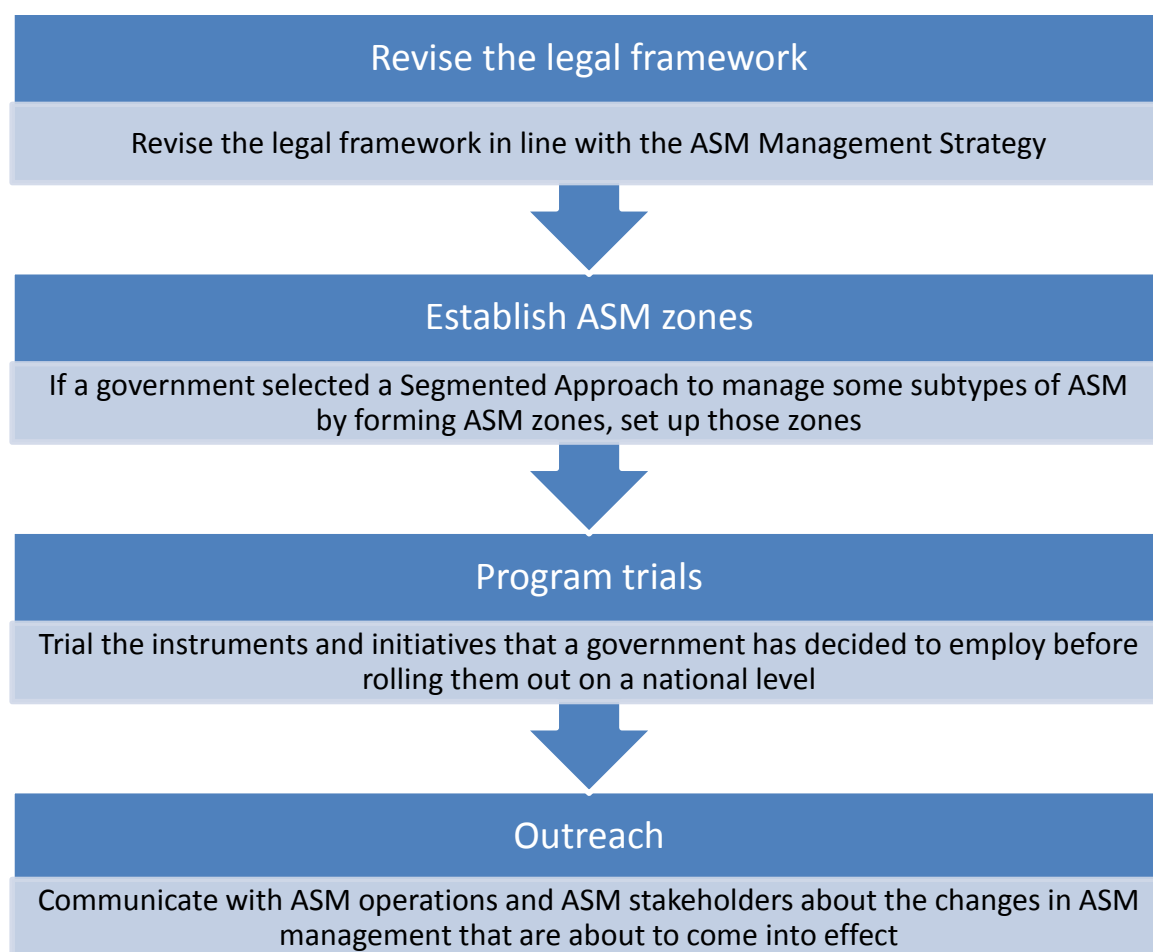 Revise the legal framework
Revise the legal framework in line with the ASM Management Strategy
Establish ASM zones
If a government selected a Segmented Approach to manage some subtypes of ASM
by forming ASM zones, set up those zones
Program trials
Trial the instruments and initiatives that a government has decided to employ before
rolling them out on a national level
Outreach
Communicate with ASM operations and ASM stakeholders about the changes in ASM
management that are about to come into effect